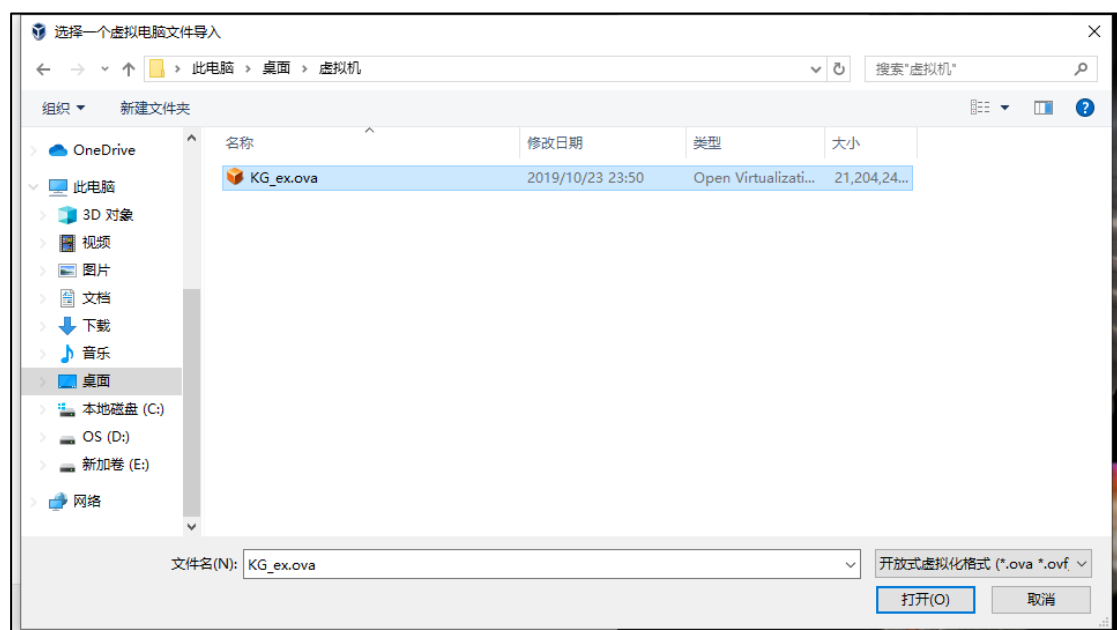 选择一个虚拟电脑文件导入
此电脑 › 桌面 › 虚拟机
搜索"虚拟机"
组织
新建文件夹
名称 修改日期 类型 大小
KG_ex.ova 2019/10/23 23:50 Open Virtualizati... 21,204,24...
OneDrive
此电脑
3D 对象
视频
图片
文档
下载
音乐
桌面
本地磁盘 (C:)
OS (D:)
新加卷 (E:)
网络
文件名(N): KG_ex.ova
开放式虚拟化格式 (*.ova *.ovf
打开(O) 取消